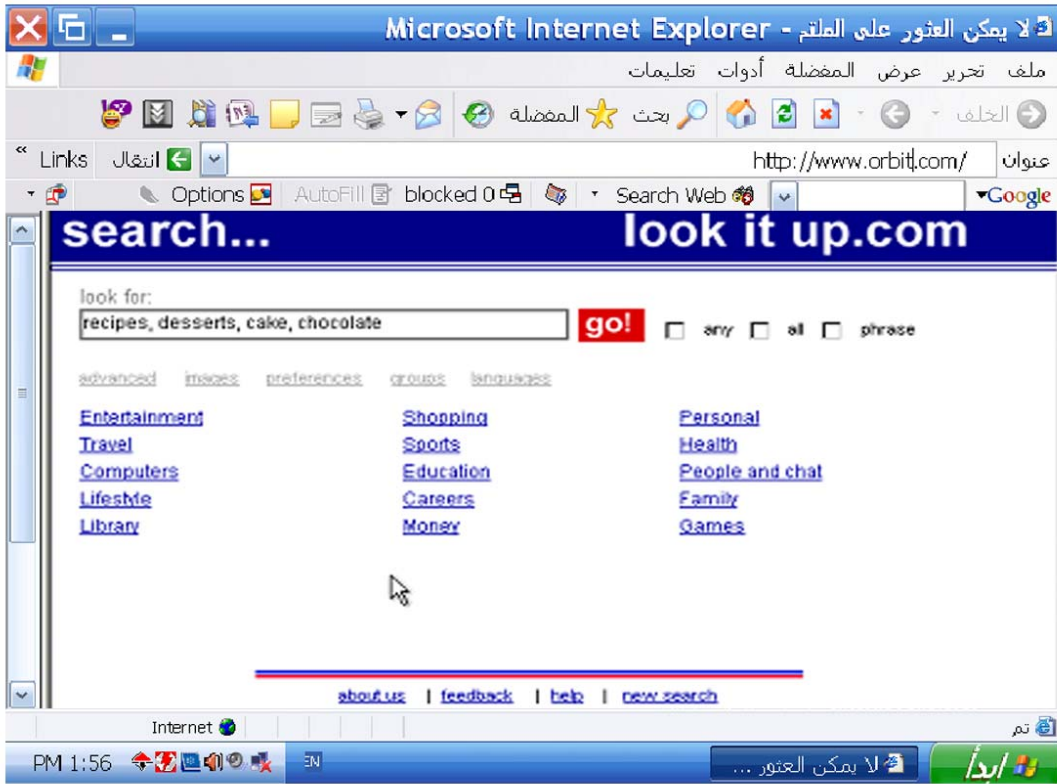 لا يمكن العثور على الملتم - Microsoft Internet Explorer
ملف تحرير عرض المفضلة أدوات تعليمات
الخلف بحث المفضلة
عنوان http://www.orbit.com/ انتقال Links
Google Search Web blocked 0 AutoFill Options
search... look it up.com
look for:
recipes, desserts, cake, chocolate go! any all phrase
advanced images preferences groups languages
Entertainment Shopping Personal
Travel Sports Health
Computers Education People and chat
Lifestyle Careers Family
Library Money Games
about us | feedback | help | new search
تم Internet
ابدأ لا يمكن العثور ... EN PM 1:56